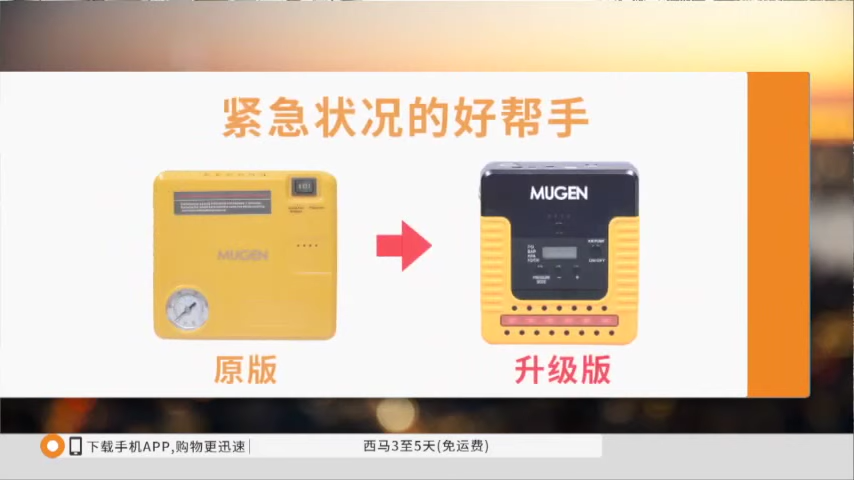 紧急状况的好帮手
MUGEN
MUGEN
原版
升级版
下载手机APP,购物更迅速
西马3至5天(免运费)